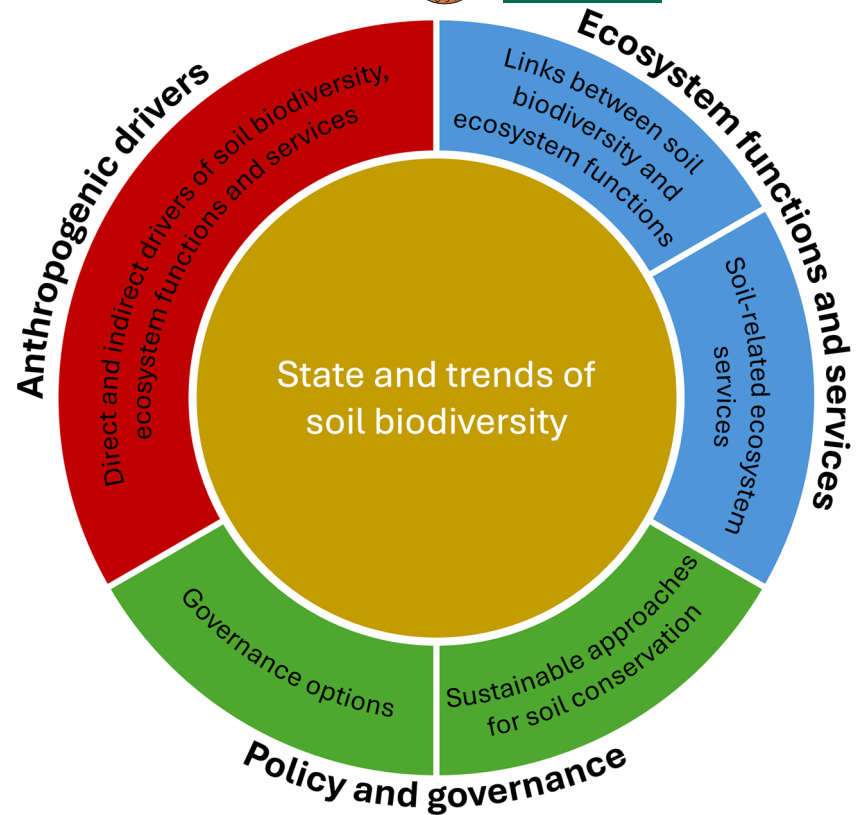 Anthropogenic drivers
Direct and indirect drivers of soil biodiversity,
ecosystem functions and services
Ecosystem functions and services
Links between soil
biodiversity and
ecosystem functions
Soil-related ecosystem
services
State and trends of
soil biodiversity
Governance options
Sustainable approaches
for soil conservation
Policy and governance